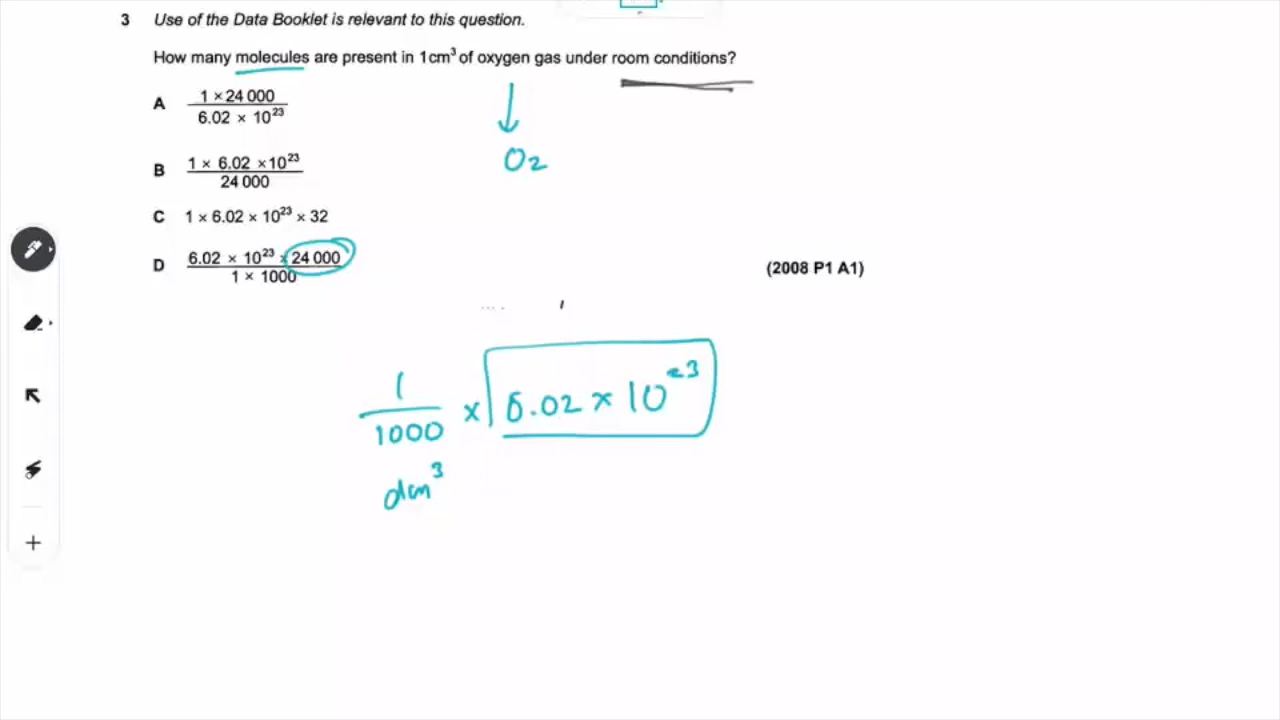 3 Use of the Data Booklet is relevant to this question.
How many molecules are present in 1 cm³ of oxygen gas under room conditions?
A 1 × 24 000
6.02 × 10²³
B 1 × 6.02 × 10²³
24 000
C 1 × 6.02 × 10²³ × 32
D 6.02 × 10²³ × 24 000
1 × 1000
O₂
(2008 P1 A1)
1
1000 × 6.02 × 10²³
dm³